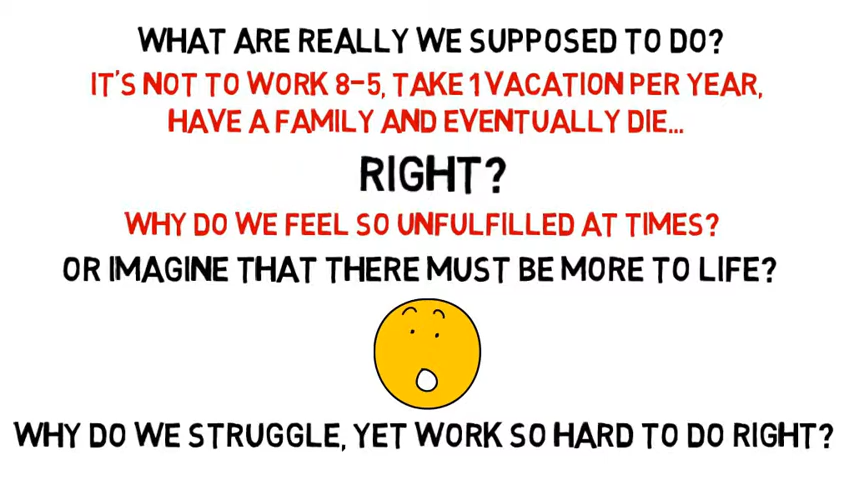 WHAT ARE REALLY WE SUPPOSED TO DO?
IT'S NOT TO WORK 8-5, TAKE 1 VACATION PER YEAR,
HAVE A FAMILY AND EVENTUALLY DIE...
RIGHT?
WHY DO WE FEEL SO UNFULFILLED AT TIMES?
OR IMAGINE THAT THERE MUST BE MORE TO LIFE?
WHY DO WE STRUGGLE, YET WORK SO HARD TO DO RIGHT?